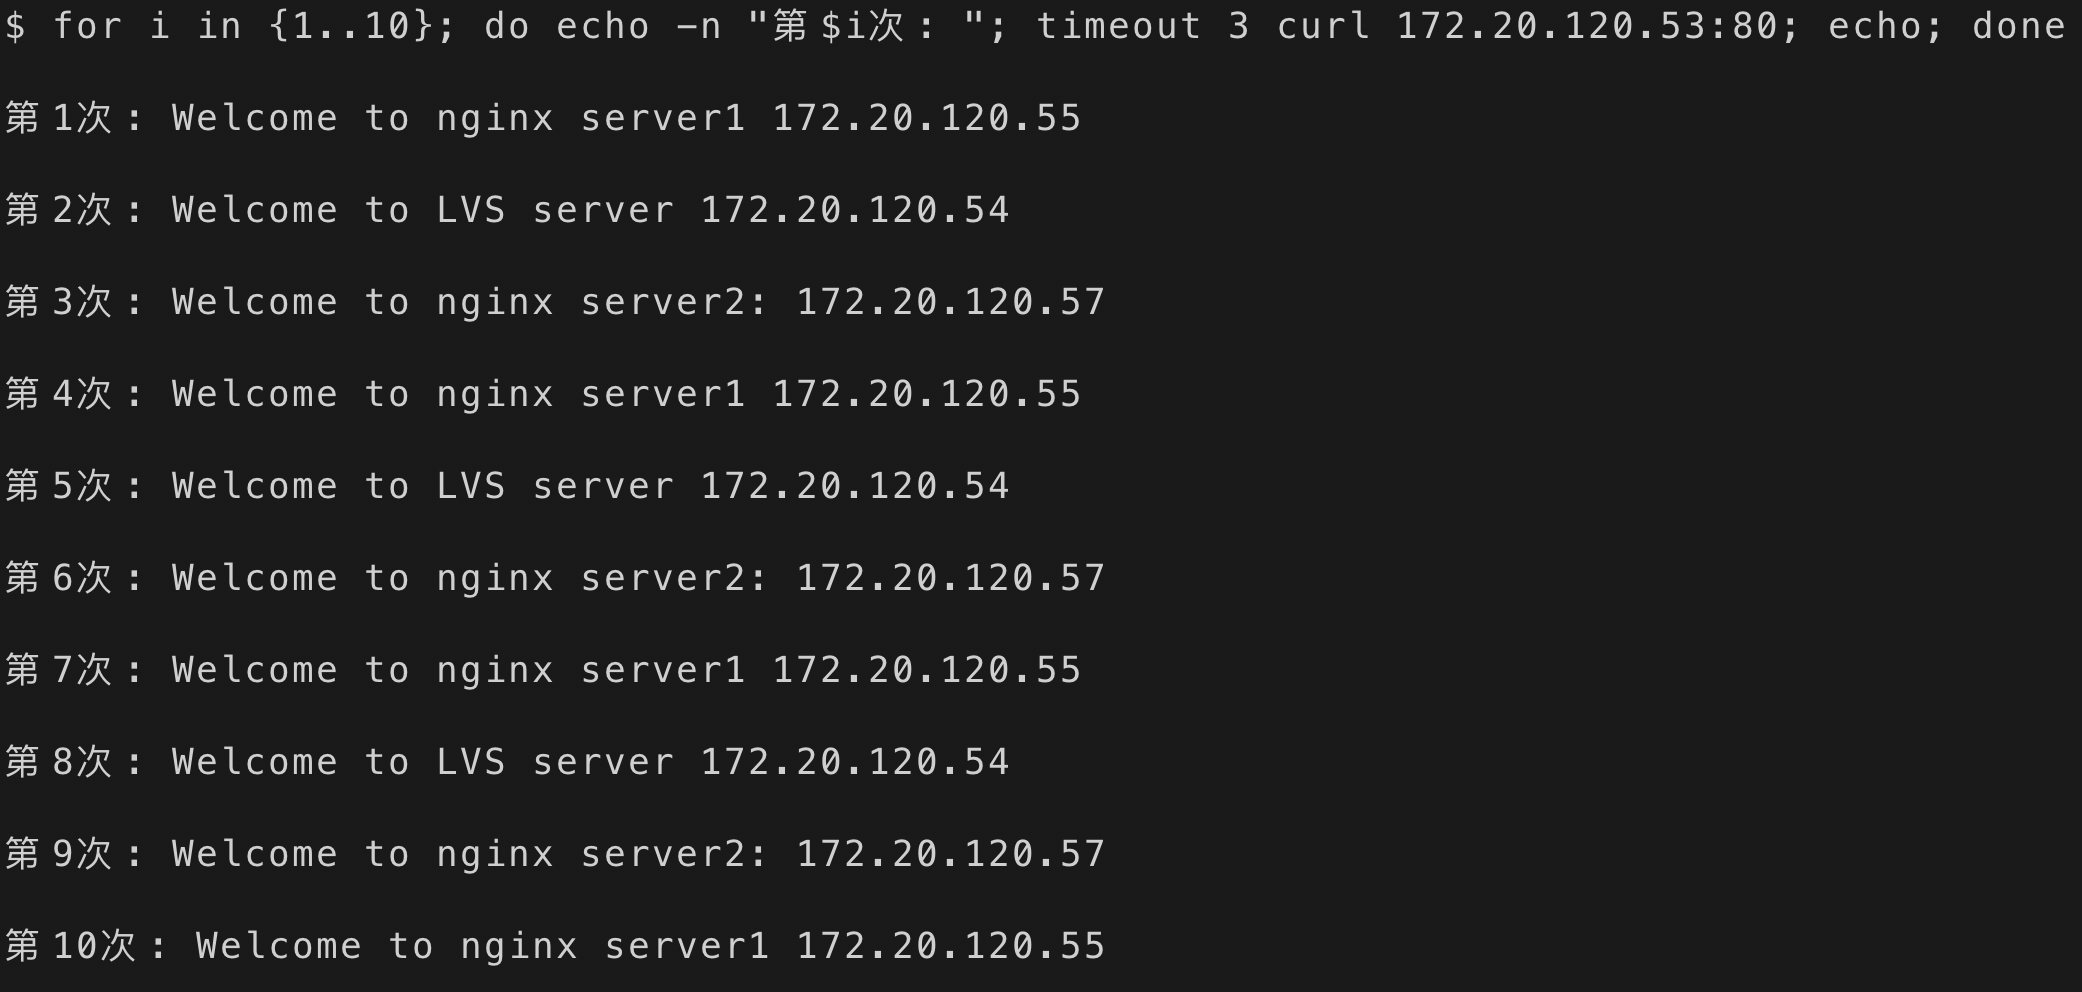 $ for i in {1..10}; do echo -n "第$i次: "; timeout 3 curl 172.20.120.53:80; echo; done
第1次: Welcome to nginx server1 172.20.120.55
第2次: Welcome to LVS server 172.20.120.54
第3次: Welcome to nginx server2: 172.20.120.57
第4次: Welcome to nginx server1 172.20.120.55
第5次: Welcome to LVS server 172.20.120.54
第6次: Welcome to nginx server2: 172.20.120.57
第7次: Welcome to nginx server1 172.20.120.55
第8次: Welcome to LVS server 172.20.120.54
第9次: Welcome to nginx server2: 172.20.120.57
第10次: Welcome to nginx server1 172.20.120.55